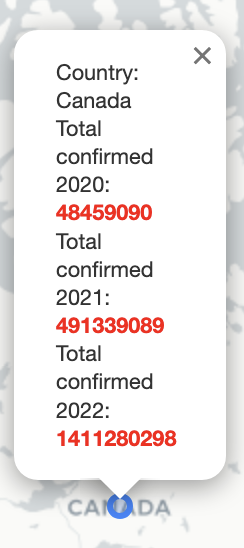 Country:
Canada
Total
confirmed
2020:
48459090
Total
confirmed
2021:
491339089
Total
confirmed
2022:
1411280298
CANADA